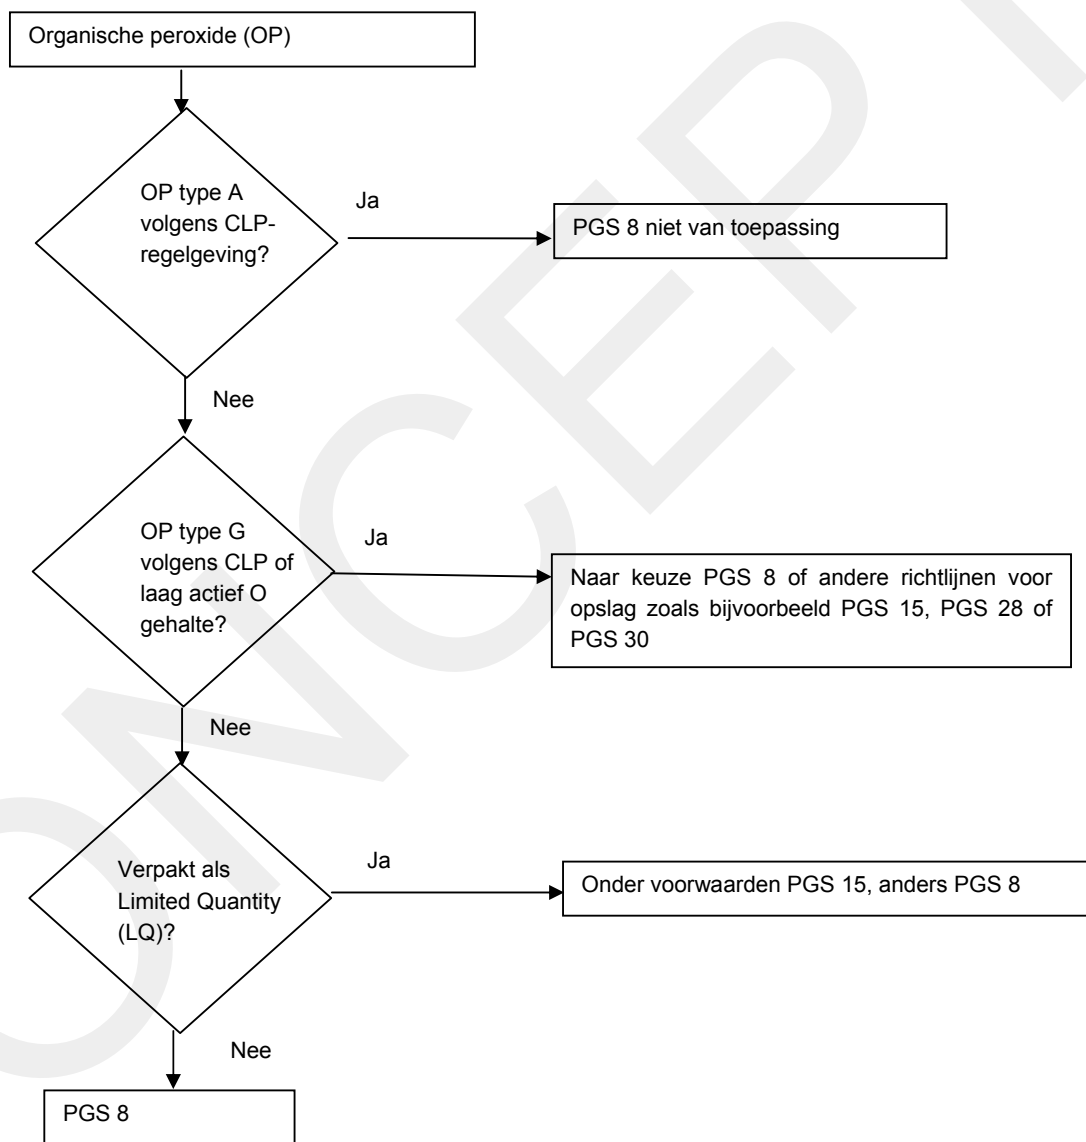 Organische peroxide (OP)
OP type A
volgens CLP-
regelgeving?
Ja
PGS 8 niet van toepassing
Nee
OP type G
volgens CLP of
laag actief O
gehalte?
Ja
Naar keuze PGS 8 of andere richtlijnen voor
opslag zoals bijvoorbeeld PGS 15, PGS 28 of
PGS 30
Nee
Verpakt als
Limited Quantity
(LQ)?
Ja
Onder voorwaarden PGS 15, anders PGS 8
Nee
PGS 8
ONCEPT